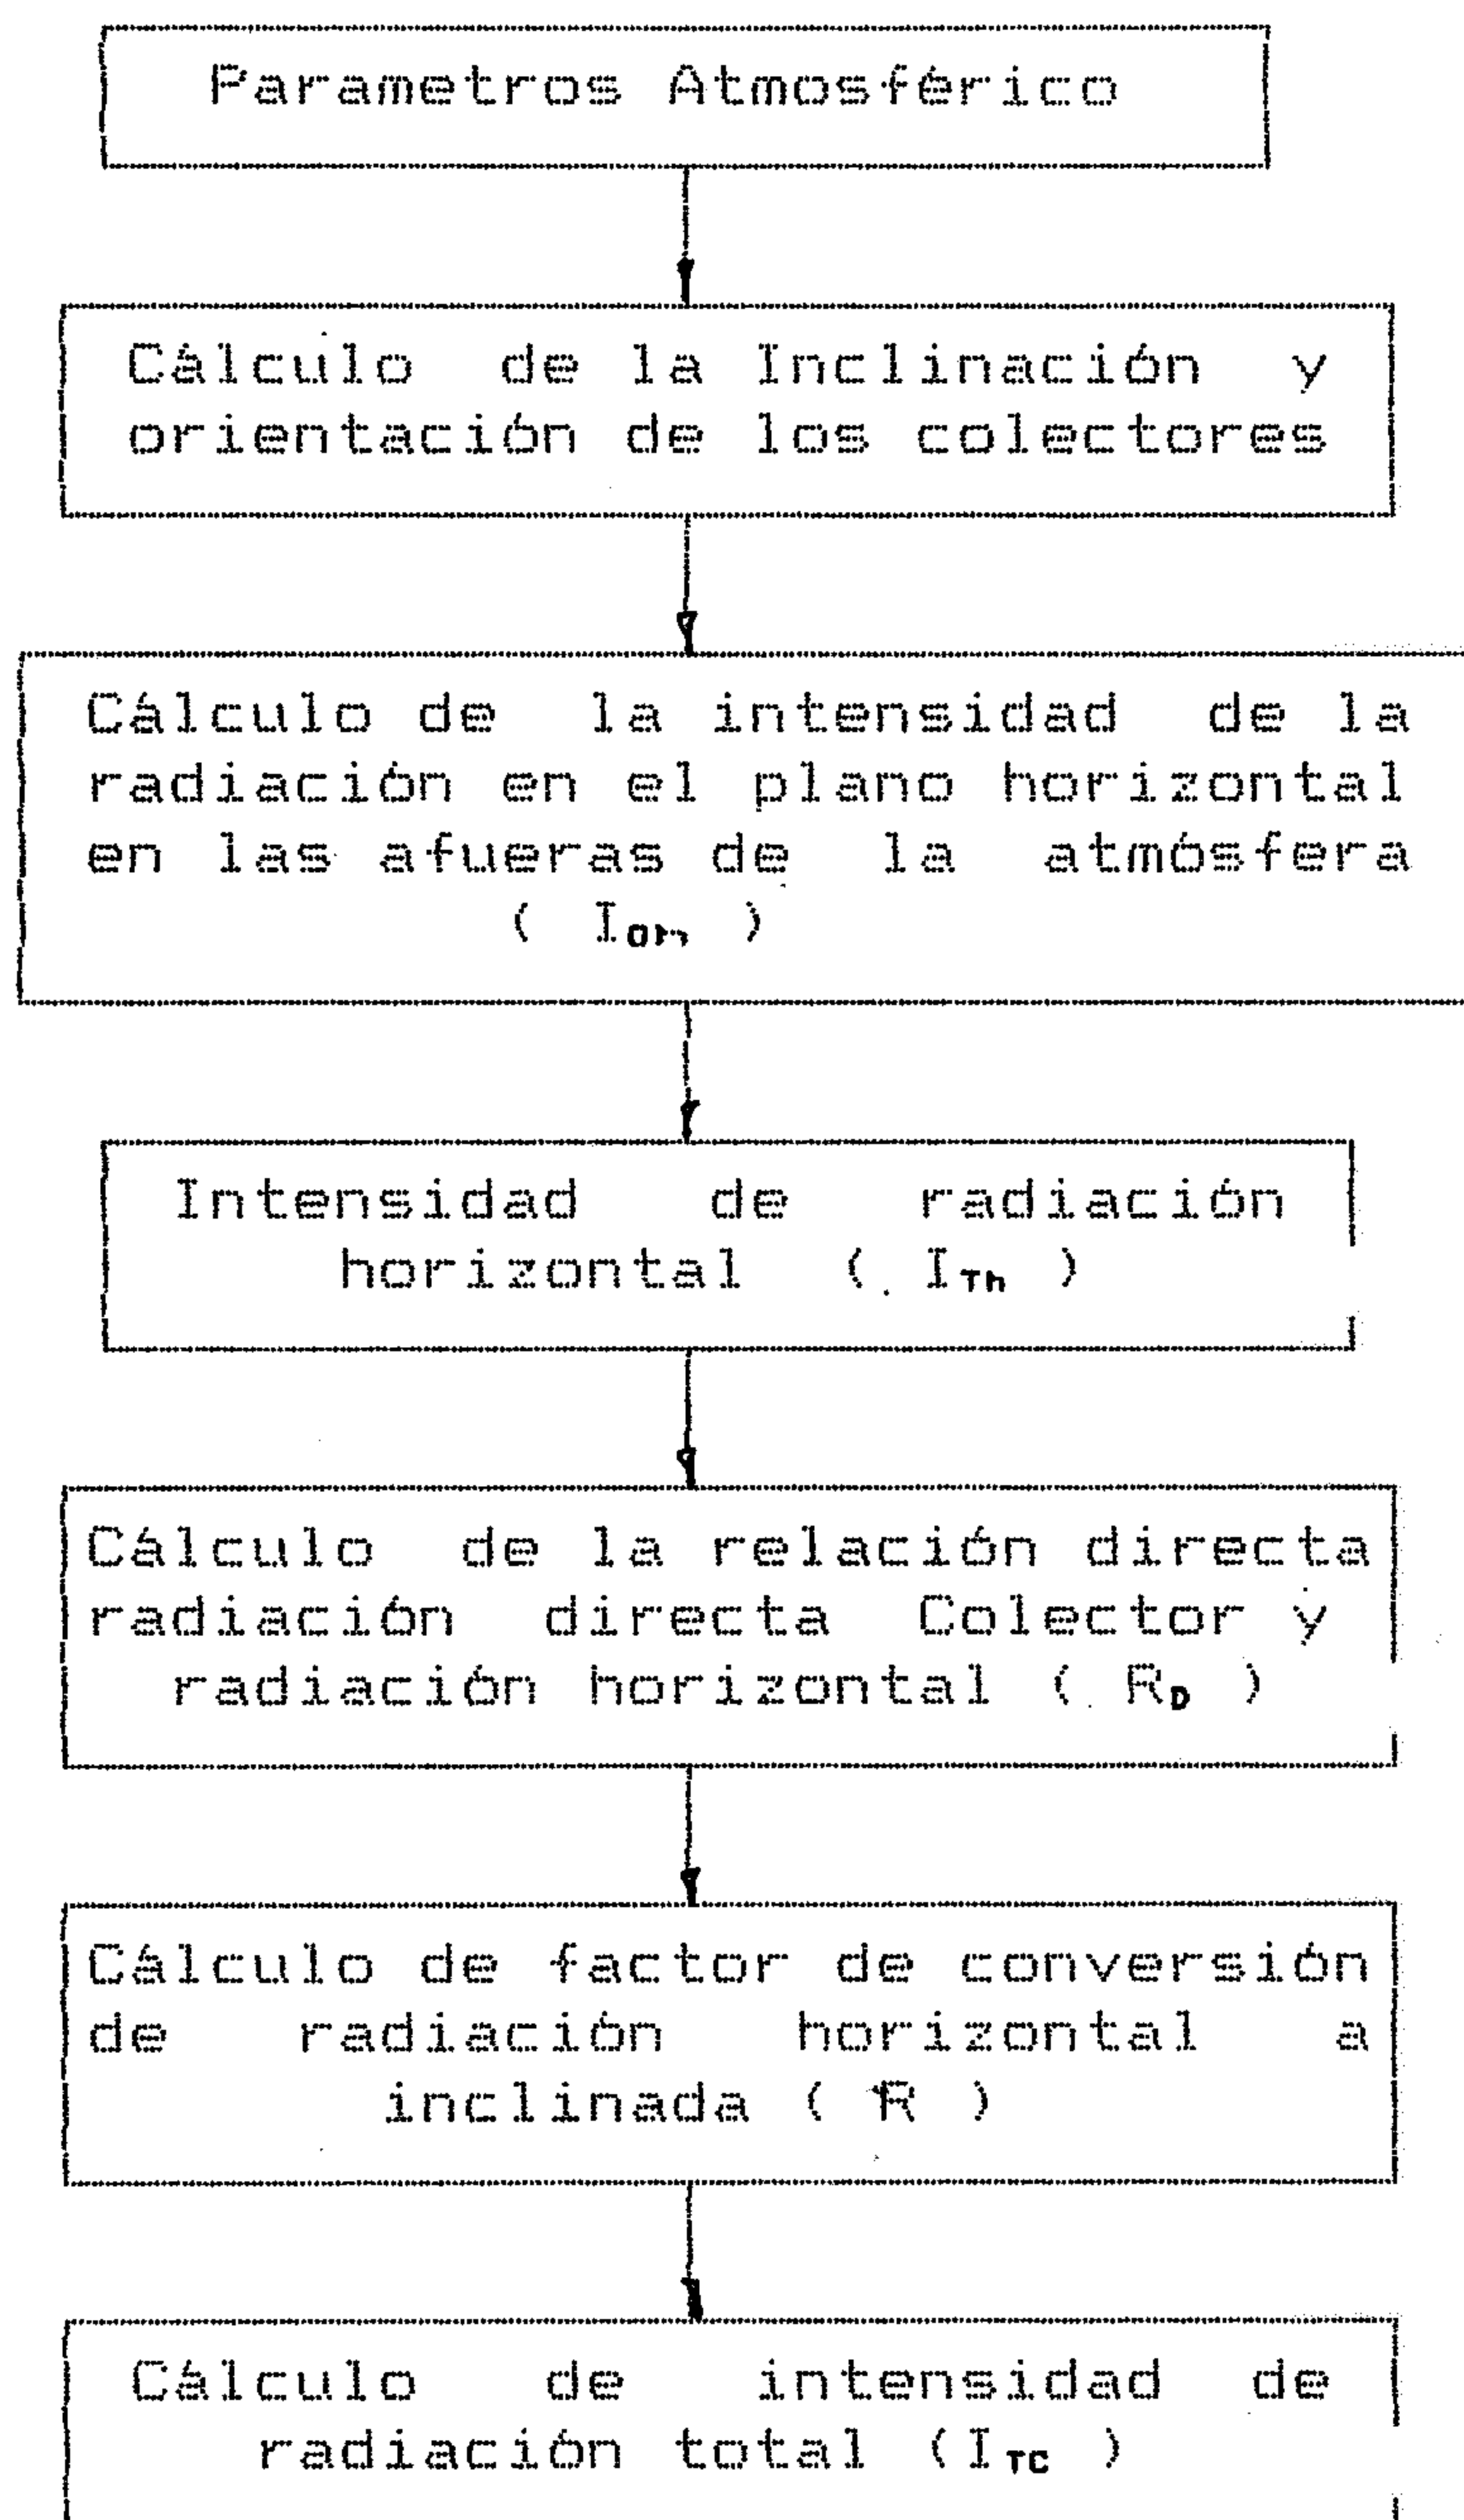 Parametros Atmosférico
Cálculo de la Inclinación y
orientación de los colectores
Cálculo de la intensidad de la
radiación en el plano horizontal
en las afueras de la atmósfera
( I0h )
Intensidad de radiación
horizontal ( ITh )
Cálculo de la relación directa
radiación directa Colector y
radiación horizontal ( RD )
Cálculo de factor de conversión
de radiación horizontal a
inclinada ( R )
Cálculo de intensidad de
radiación total (ITC )